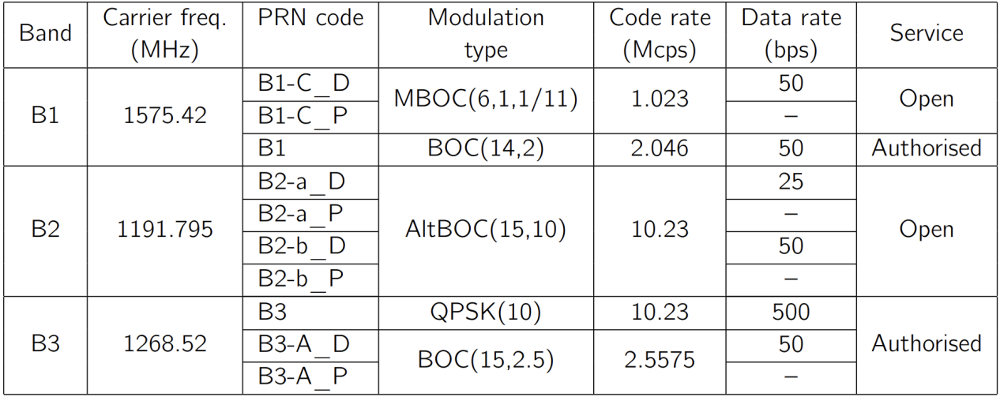 Band Carrier freq. (MHz) PRN code Modulation type Code rate (Mcps) Data rate (bps) Service
B1 1575.42 B1-C_D MBOC(6,1,1/11) 1.023 50 Open
B1-C_P –
B1 BOC(14,2) 2.046 50 Authorised
B2 1191.795 B2-a_D AltBOC(15,10) 10.23 25 Open
B2-a_P –
B2-b_D 50
B2-b_P –
B3 1268.52 B3 QPSK(10) 10.23 500 Authorised
B3-A_D BOC(15,2.5) 2.5575 50
B3-A_P –